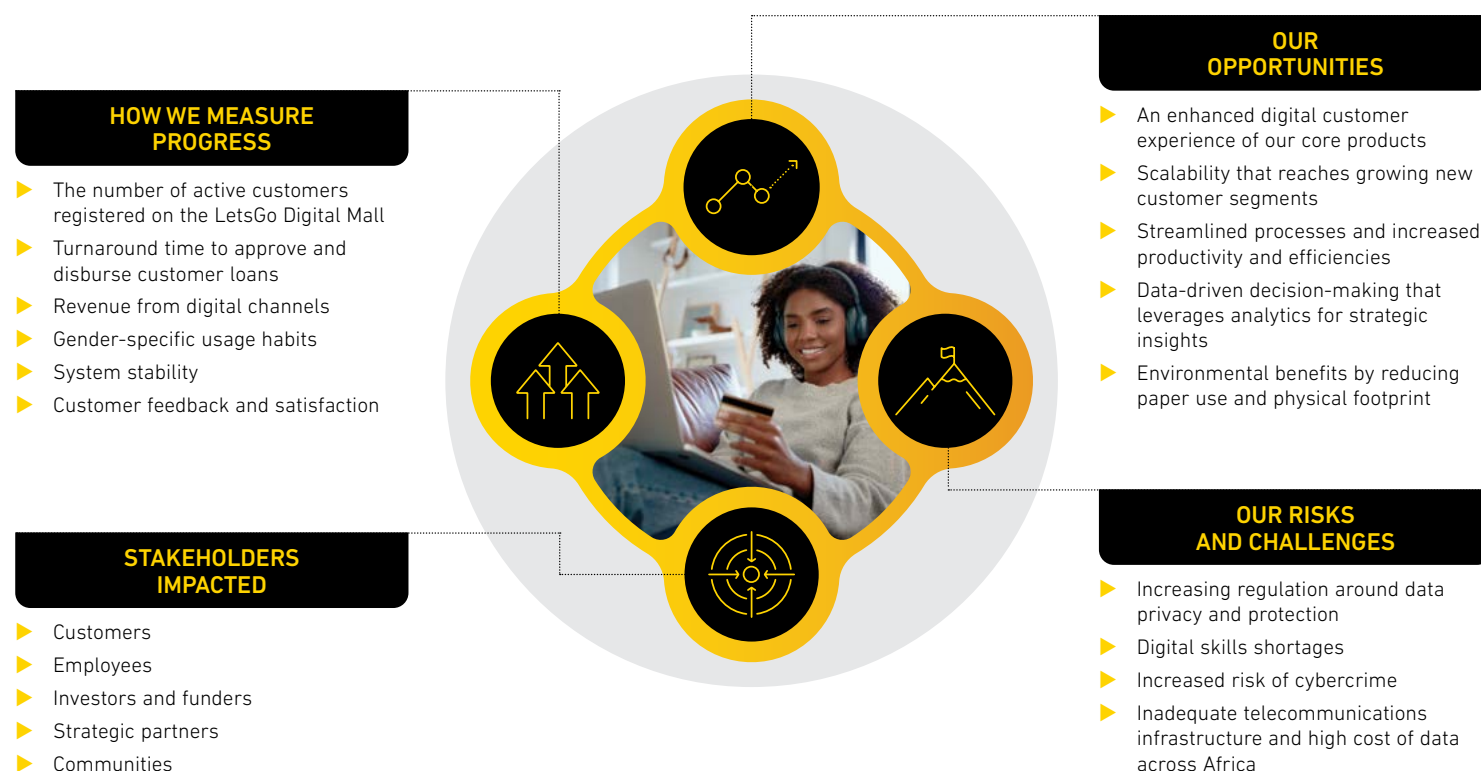 HOW WE MEASURE
PROGRESS
The number of active customers
registered on the LetsGo Digital Mall
Turnaround time to approve and
disburse customer loans
Revenue from digital channels
Gender-specific usage habits
System stability
Customer feedback and satisfaction
STAKEHOLDERS
IMPACTED
Customers
Employees
Investors and funders
Strategic partners
Communities
OUR
OPPORTUNITIES
An enhanced digital customer
experience of our core products
Scalability that reaches growing new
customer segments
Streamlined processes and increased
productivity and efficiencies
Data-driven decision-making that
leverages analytics for strategic
insights
Environmental benefits by reducing
paper use and physical footprint
OUR RISKS
AND CHALLENGES
Increasing regulation around data
privacy and protection
Digital skills shortages
Increased risk of cybercrime
Inadequate telecommunications
infrastructure and high cost of data
across Africa